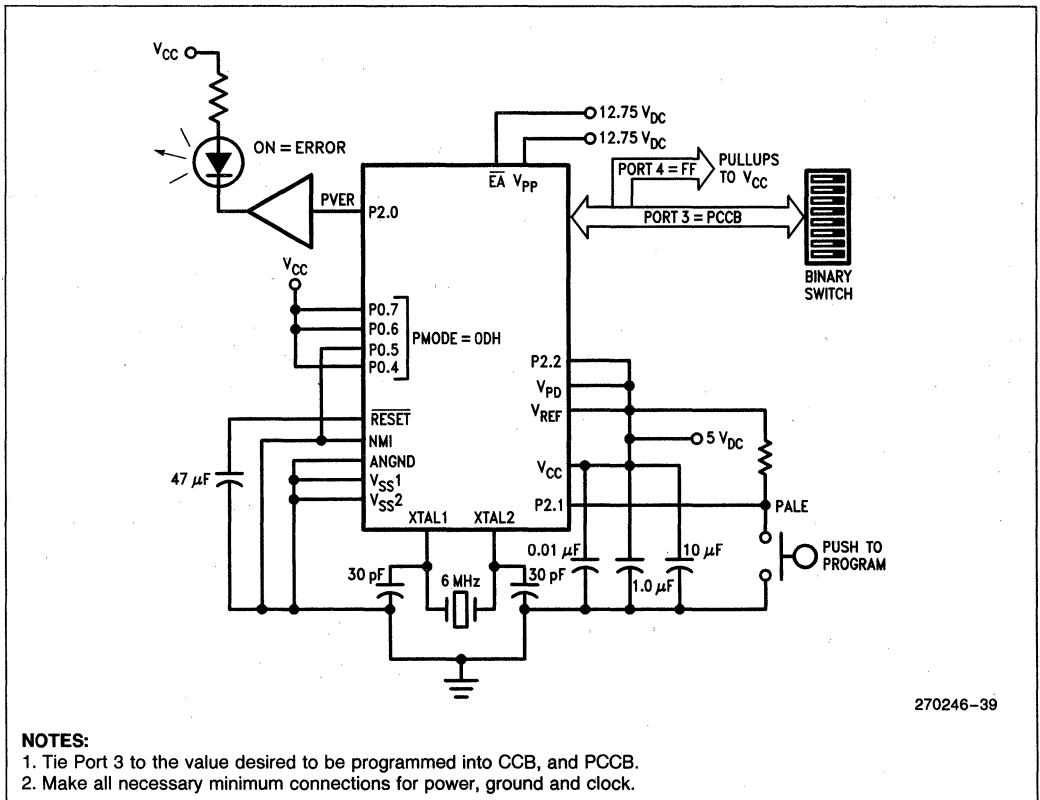 VCC
ON = ERROR
12.75 VDC
12.75 VDC
EA VPP
PORT 4 = FF
PULLUPS
TO VCC
PORT 3 = PCCB
BINARY
SWITCH
PVER
P2.0
VCC
P0.7
P0.6
P0.5
P0.4
PMODE = 0DH
RESET
NMI
ANGND
VSS1
VSS2
47 µF
P2.2
VPD
VREF
5 VDC
VCC
P2.1
PALE
XTAL1 XTAL2
30 pF
6 MHz
30 pF
0.01 µF
1.0 µF
10 µF
PUSH TO
PROGRAM
270246-39
NOTES:
1. Tie Port 3 to the value desired to be programmed into CCB, and PCCB.
2. Make all necessary minimum connections for power, ground and clock.